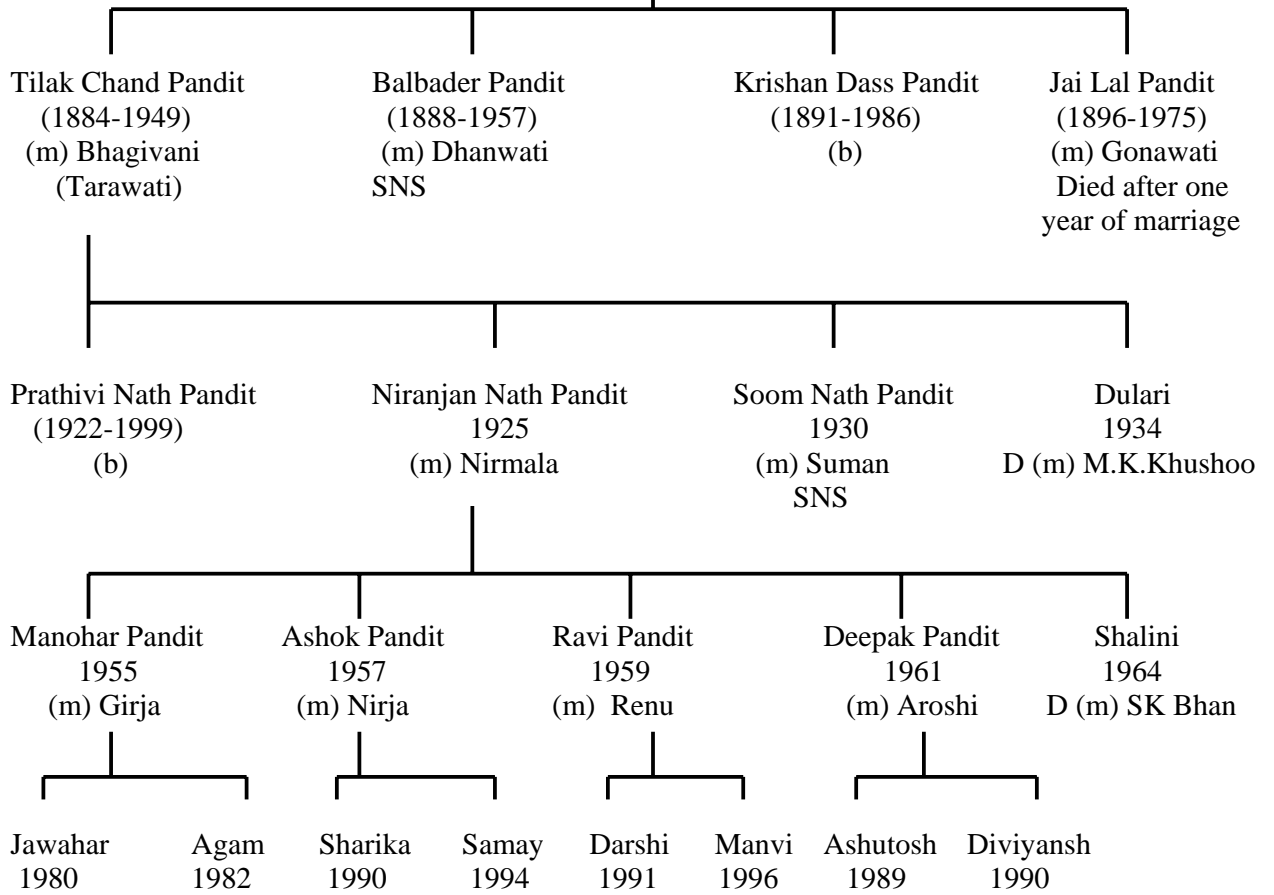 Tilak Chand Pandit Balbader Pandit Krishan Dass Pandit Jai Lal Pandit
(1884-1949) (1888-1957) (1891-1986) (1896-1975)
(m) Bhagivani (m) Dhanwati (b) (m) Gonawati
(Tarawati) SNS Died after one
year of marriage
Prathivi Nath Pandit Niranjan Nath Pandit Soom Nath Pandit Dulari
(1922-1999) 1925 1930 1934
(b) (m) Nirmala (m) Suman D (m) M.K.Khushoo
SNS
Manohar Pandit Ashok Pandit Ravi Pandit Deepak Pandit Shalini
1955 1957 1959 1961 1964
(m) Girja (m) Nirja (m) Renu (m) Aroshi D (m) SK Bhan
Jawahar Agam Sharika Samay Darshi Manvi Ashutosh Diviyansh
1980 1982 1990 1994 1991 1996 1989 1990